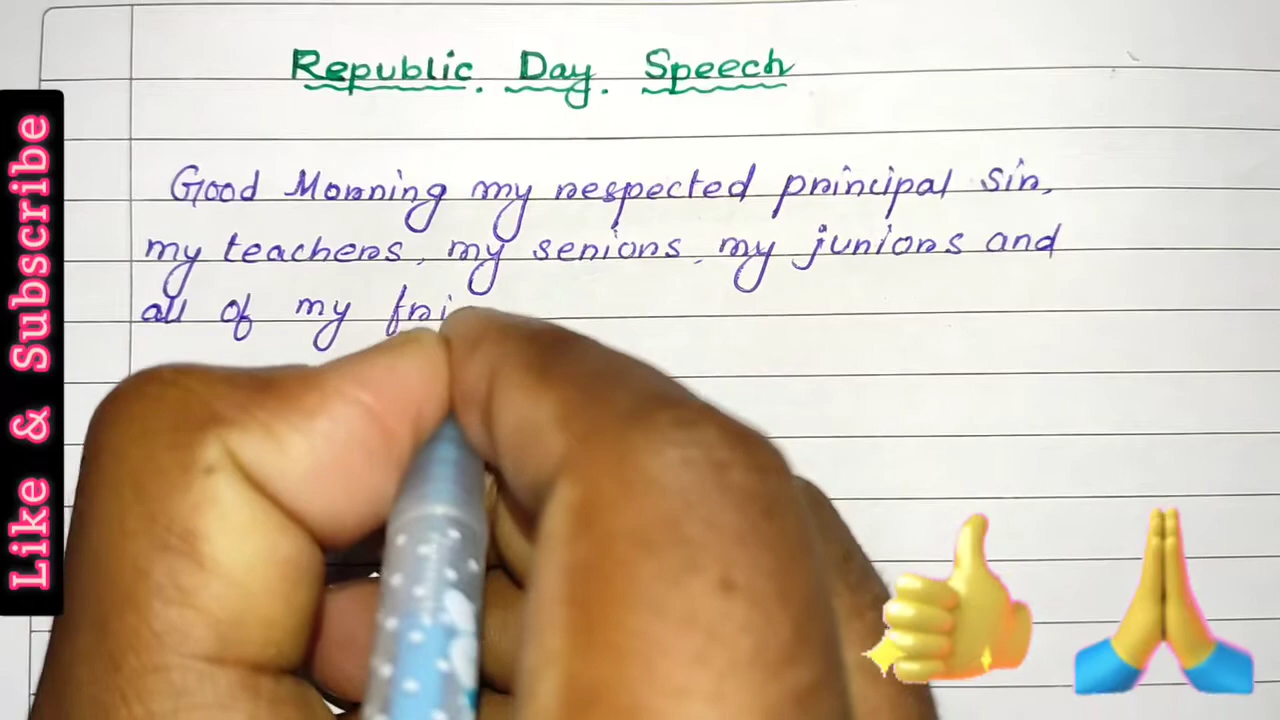 Republic. Day. Speech
Good Morning my respected principal sir,
my teachers, my seniors, my juniors and
all of my fri
Like & Subscribe